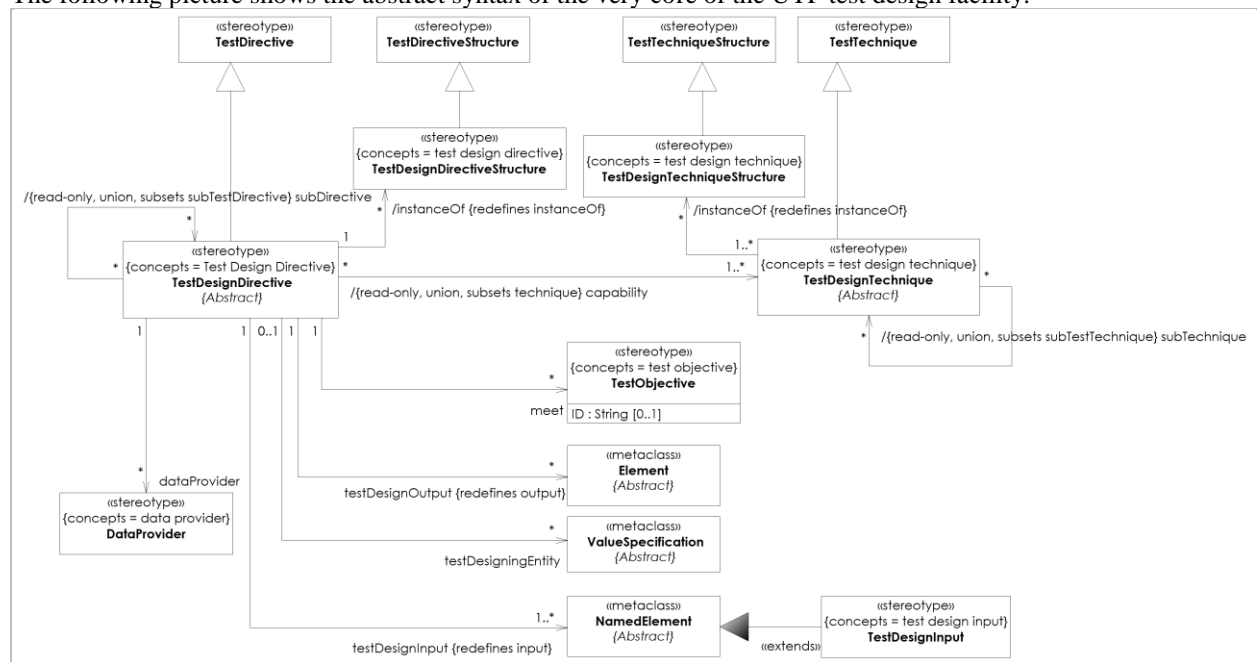 The following picture shows the abstract syntax of the very core of the UTP test design facility.
«stereotype»
TestDirective
«stereotype»
TestDirectiveStructure
«stereotype»
TestTechniqueStructure
«stereotype»
TestTechnique
«stereotype»
{concepts = test design directive}
TestDesignDirectiveStructure
«stereotype»
{concepts = test design technique}
TestDesignTechniqueStructure
/{read-only, union, subsets subTestDirective} subDirective
*
*
/instanceOf {redefines instanceOf}
1
*
/instanceOf {redefines instanceOf}
*
1..*
«stereotype»
{concepts = Test Design Directive}
TestDesignDirective
{Abstract}
*
*
1..*
/{read-only, union, subsets technique} capability
«stereotype»
{concepts = test design technique}
TestDesignTechnique
{Abstract}
*
*
/{read-only, union, subsets subTestTechnique} subTechnique
1
1
0..1
1
1
«stereotype»
{concepts = test objective}
TestObjective
ID : String [0..1]
*
meet
«metaclass»
Element
{Abstract}
*
testDesignOutput {redefines output}
*
dataProvider
«stereotype»
{concepts = data provider}
DataProvider
«metaclass»
ValueSpecification
{Abstract}
*
testDesigningEntity
«metaclass»
NamedElement
{Abstract}
1..*
testDesignInput {redefines input}
«extends»
«stereotype»
{concepts = test design input}
TestDesignInput